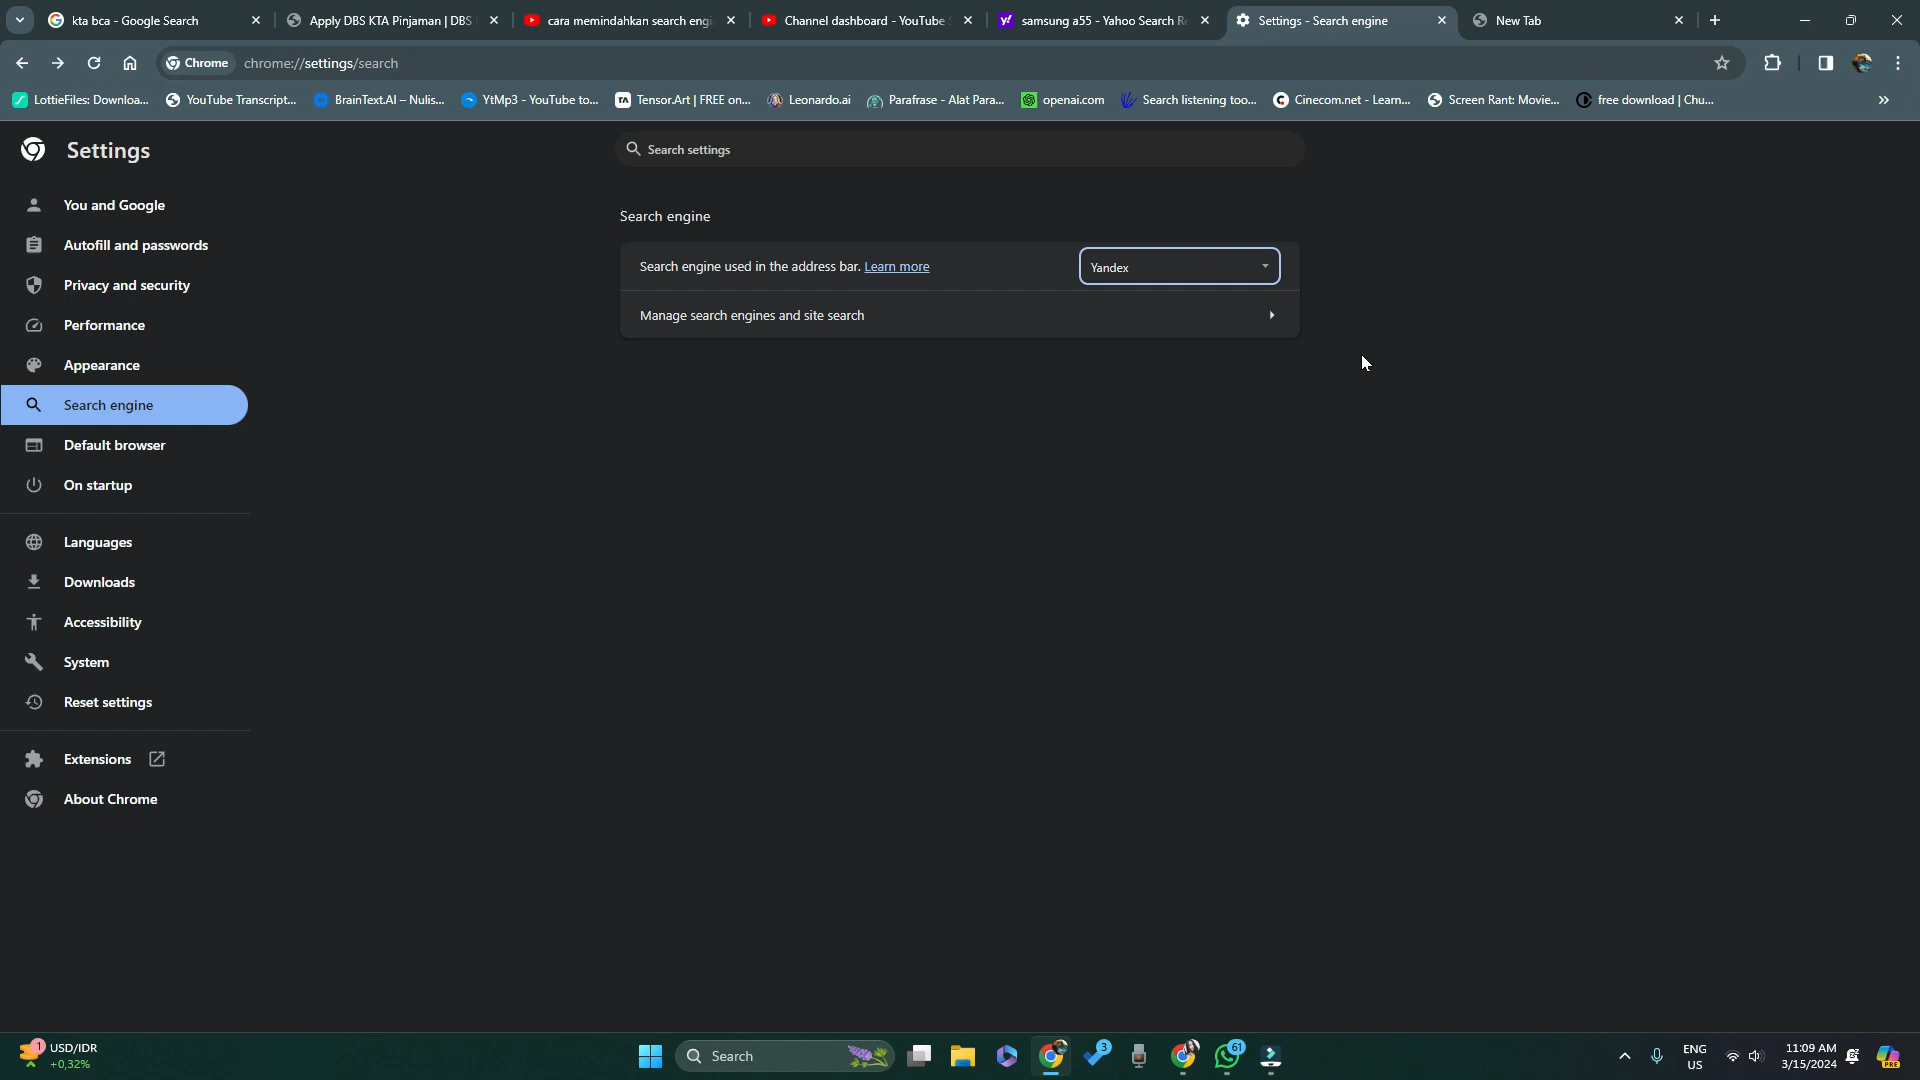 kta bca - Google Search
Apply DBS KTA Pinjaman | DBS
cara memindahkan search engi
Channel dashboard - YouTube
samsung a55 - Yahoo Search R
Settings - Search engine
New Tab
Chrome
chrome://settings/search
LottieFiles: Downloa...
YouTube Transcript...
BrainText.AI – Nulis...
YtMp3 - YouTube to...
TA
Tensor.Art | FREE on...
Leonardo.ai
Parafrase - Alat Para...
openai.com
Search listening too...
Cinecom.net - Learn...
Screen Rant: Movie...
free download | Chu...
Settings
Search settings
You and Google
Autofill and passwords
Privacy and security
Performance
Appearance
Search engine
Default browser
On startup
Languages
Downloads
Accessibility
System
Reset settings
Extensions
About Chrome
Search engine
Search engine used in the address bar. Learn more
Yandex
Manage search engines and site search
1
USD/IDR
+0,32%
Search
3
61
ENG
US
11:09 AM
3/15/2024
PRE